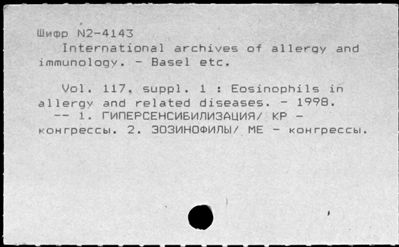 Шифр N2-4143
International archives of allergy and
immunology. - Basel etc.
Vol. 117, suppl. 1 : Eosinophils in
allergy and related diseases. - 1998.
-- 1. ГИПЕРСЕНСИБИЛИЗАЦИЯ/ КР -
конгрессы. 2. ЭОЗИНОФИЛЫ/ МЕ - конгрессы.